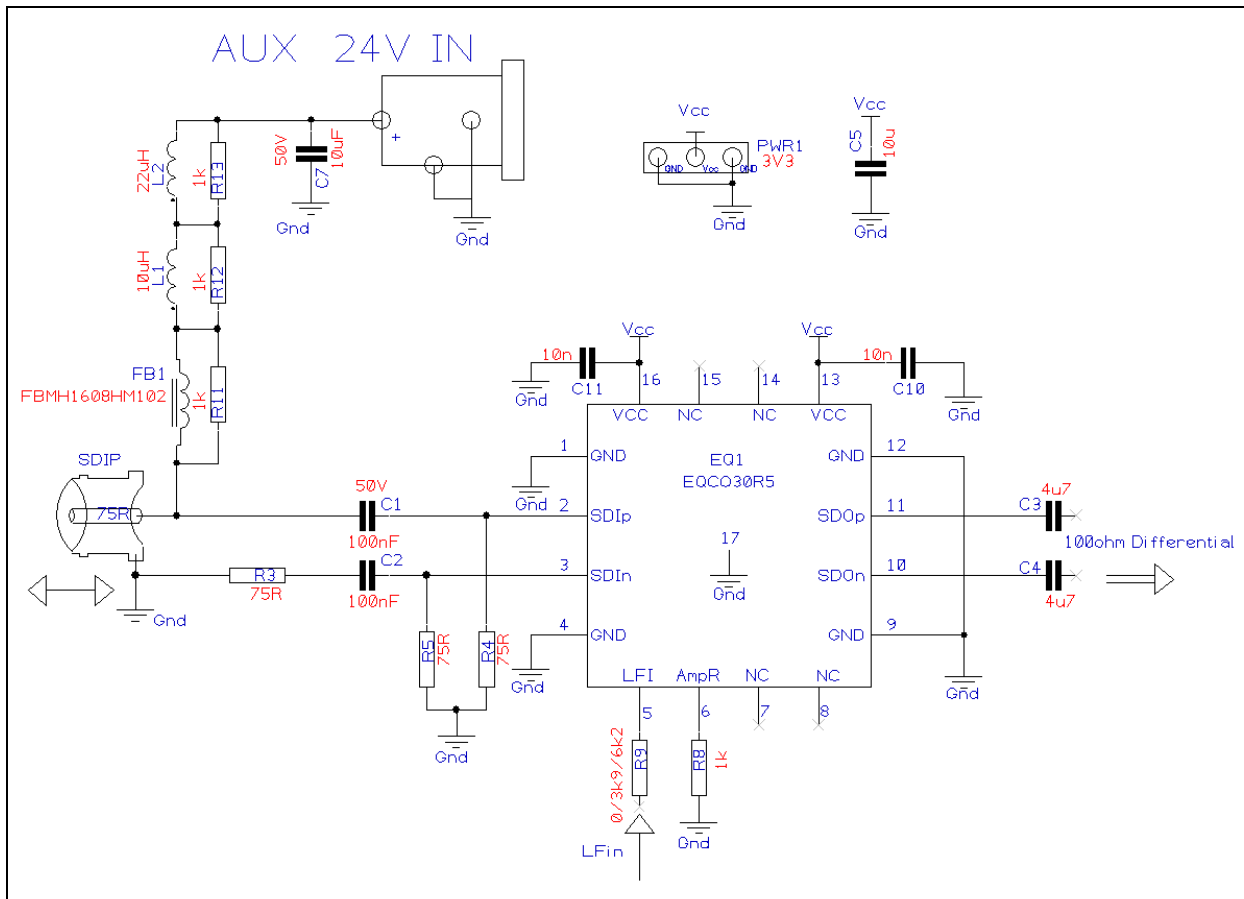 AUX 24V IN
+
50V
10uF
C7
Gnd
Gnd
22uH
L2
1k
R13
10uH
L1
1k
R12
FB1
FBMH1608HM102
1k
R11
Vcc
PWR1
3V3
GND
Vcc
GND
Gnd
Vcc
C5
10u
Gnd
Vcc
Vcc
10n
C11
Gnd
16
15
14
13
10n
C10
Gnd
VCC
NC
NC
VCC
SDIP
75R
Gnd
R3
75R
50V
C1
100nF
C2
100nF
R5
75R
R4
75R
Gnd
1
GND
Gnd
2
SDIp
3
SDIn
4
GND
Gnd
EQ1
EQCO30R5
17
Gnd
12
GND
11
SDOp
10
SDOn
9
GND
Gnd
C3
4u7
100ohm Differential
C4
4u7
LFI
AmpR
NC
NC
5
6
7
8
R9
0/3k9/6k2
R8
1k
Gnd
LFin